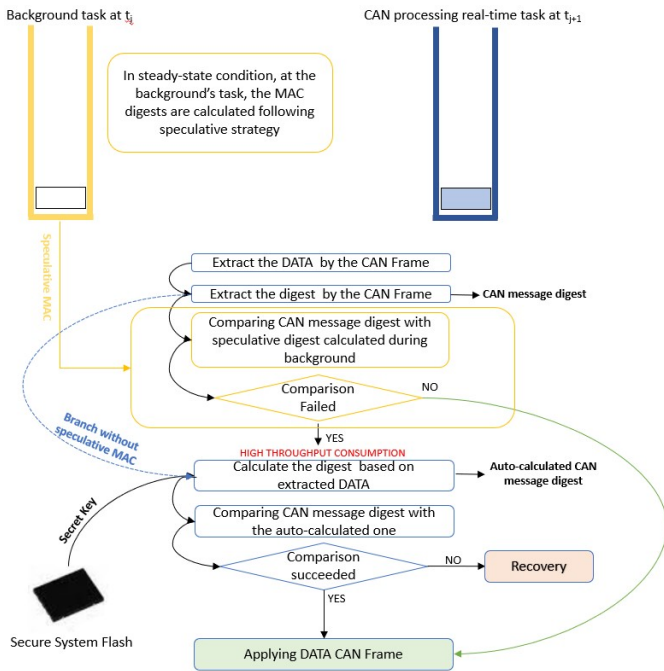 Background task at tⱼ
CAN processing real-time task at tⱼ₊₁
In steady-state condition, at the
background's task, the MAC
digests are calculated following
speculative strategy
Speculative MAC
Extract the DATA by the CAN Frame
Extract the digest by the CAN Frame
CAN message digest
Comparing CAN message digest with
speculative digest calculated during
background
Comparison
Failed
NO
YES
Branch without
speculative MAC
HIGH THROUGHPUT CONSUMPTION
Calculate the digest based on
extracted DATA
Auto-calculated CAN
message digest
Secret Key
Comparing CAN message digest with
the auto-calculated one
Comparison
succeeded
NO
Recovery
YES
Secure System Flash
Applying DATA CAN Frame